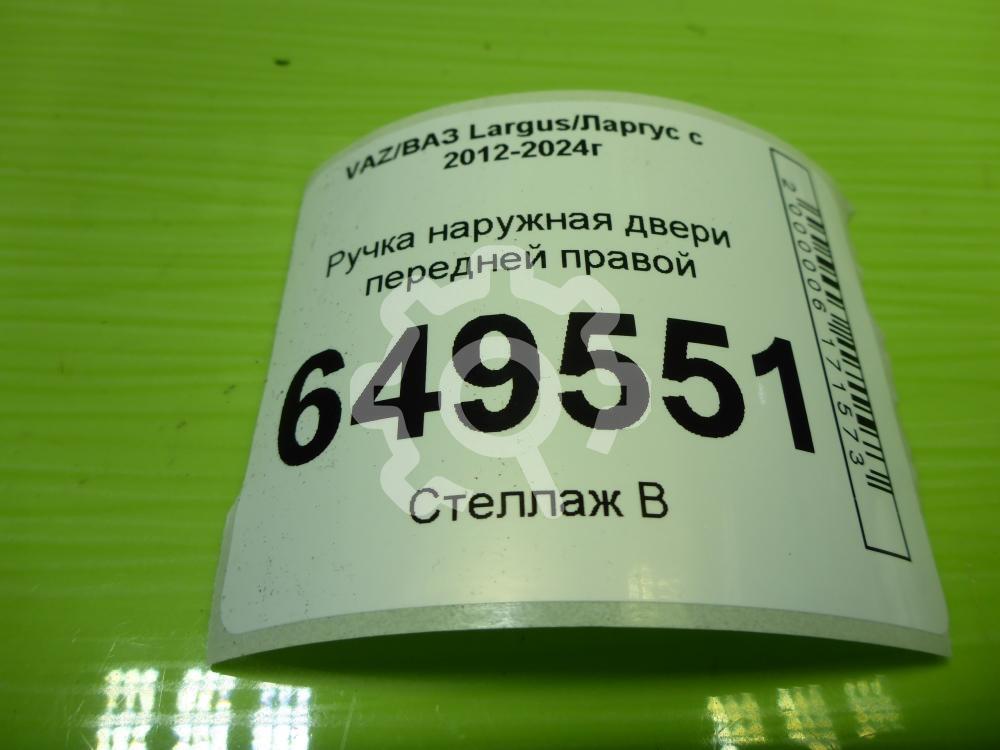 VAZ/ВАЗ Largus/Ларгус с
2012-2024г
Ручка наружная двери
передней правой
649551
Стеллаж В
2000006171573